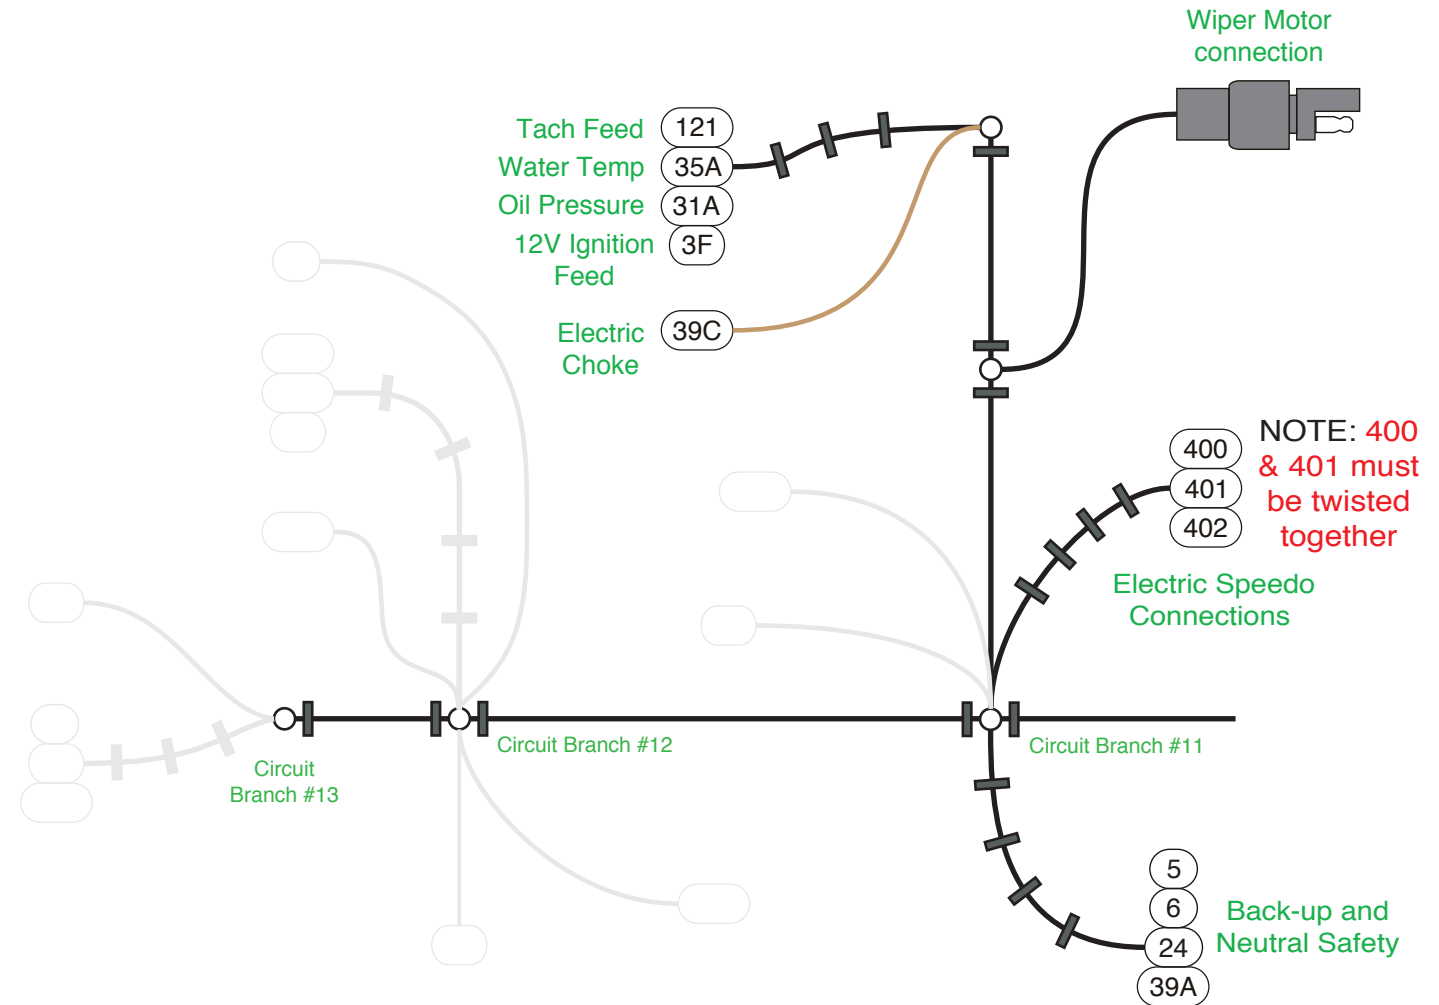 Wiper Motor
connection
Tach Feed 121
Water Temp 35A
Oil Pressure 31A
12V Ignition 3F
Feed
Electric 39C
Choke
400
401
402
NOTE: 400
& 401 must
be twisted
together
Electric Speedo
Connections
Circuit Branch #12
Circuit Branch #11
Circuit
Branch #13
5
6
24
39A
Back-up and
Neutral Safety